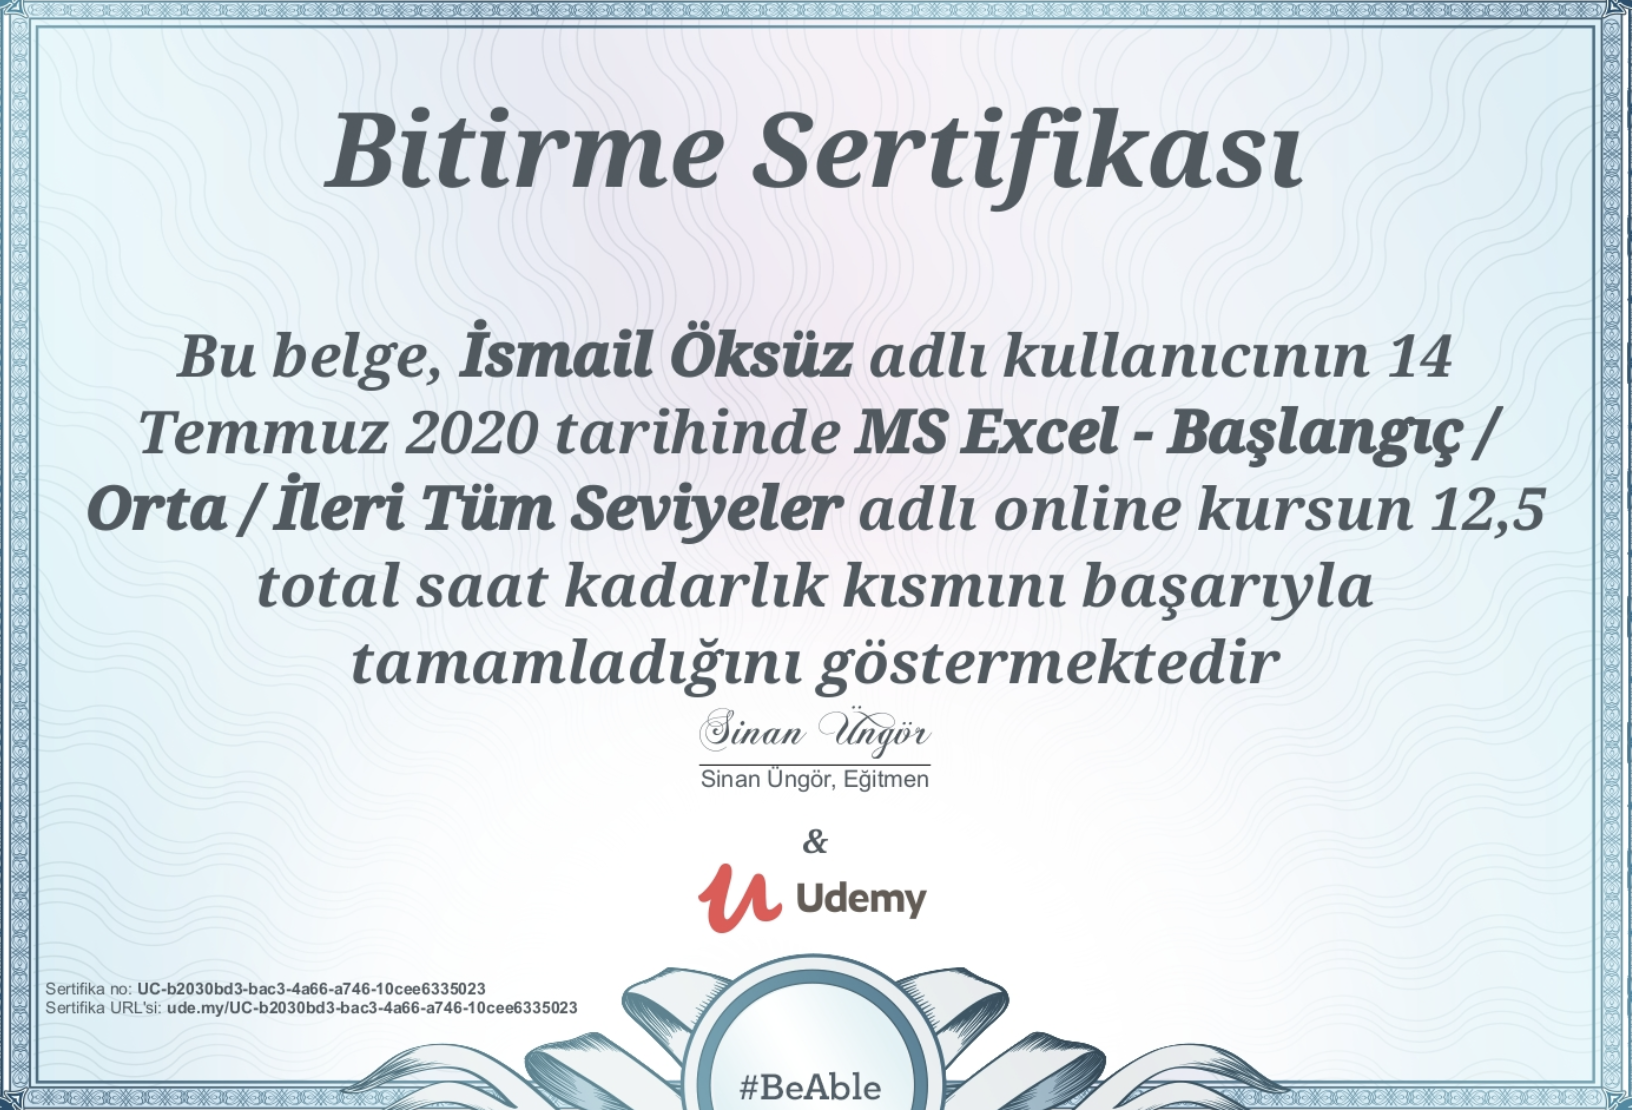 Bitirme Sertifikası
Bu belge, İsmail Öksüz adlı kullanıcının 14
Temmuz 2020 tarihinde MS Excel - Başlangıç /
Orta / İleri Tüm Seviyeler adlı online kursun 12,5
total saat kadarlık kısmını başarıyla
tamamladığını göstermektedir
Sinan Üngör
Sinan Üngör, Eğitmen
&
Udemy
Sertifika no: UC-b2030bd3-bac3-4a66-a746-10cee6335023
Sertifika URL'si: ude.my/UC-b2030bd3-bac3-4a66-a746-10cee6335023
#BeAble